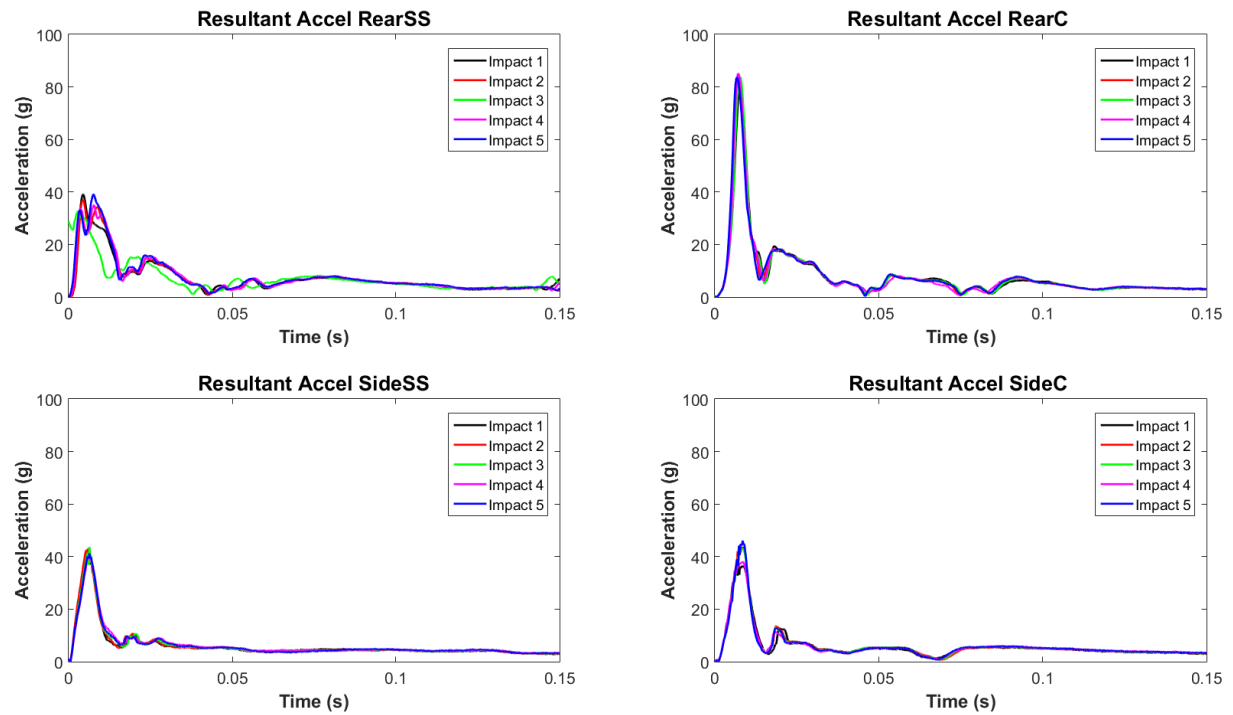 Resultant Accel RearSS
100
80
60
40
20
0
Acceleration (g)
0
0.05
0.1
0.15
Time (s)
Impact 1
Impact 2
Impact 3
Impact 4
Impact 5
Resultant Accel RearC
100
80
60
40
20
0
Acceleration (g)
0
0.05
0.1
0.15
Time (s)
Impact 1
Impact 2
Impact 3
Impact 4
Impact 5
Resultant Accel SideSS
100
80
60
40
20
0
Acceleration (g)
0
0.05
0.1
0.15
Time (s)
Impact 1
Impact 2
Impact 3
Impact 4
Impact 5
Resultant Accel SideC
100
80
60
40
20
0
Acceleration (g)
0
0.05
0.1
0.15
Time (s)
Impact 1
Impact 2
Impact 3
Impact 4
Impact 5